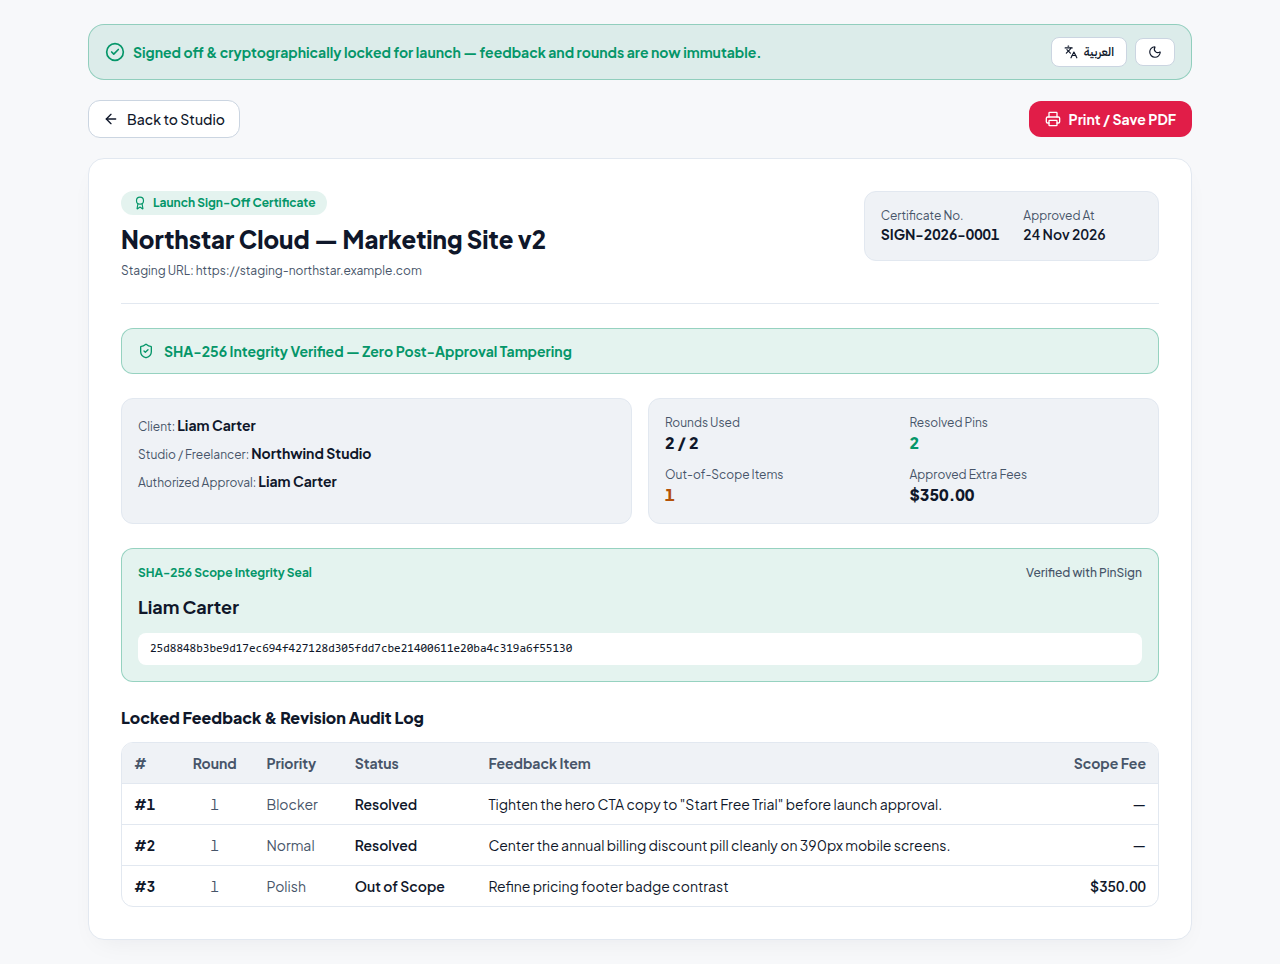 Signed off & cryptographically locked for launch — feedback and rounds are now immutable.
العربية
Back to Studio
Print / Save PDF
Launch Sign-Off Certificate
Northstar Cloud — Marketing Site v2
Staging URL: https://staging-northstar.example.com
Certificate No.
SIGN-2026-0001
Approved At
24 Nov 2026
SHA-256 Integrity Verified — Zero Post-Approval Tampering
Client: Liam Carter
Studio / Freelancer: Northwind Studio
Authorized Approval: Liam Carter
Rounds Used
2 / 2
Resolved Pins
2
Out-of-Scope Items
1
Approved Extra Fees
$350.00
SHA-256 Scope Integrity Seal
Verified with PinSign
Liam Carter
25d8848b3be9d17ec694f427128d305fdd7cbe21400611e20ba4c319a6f55130
Locked Feedback & Revision Audit Log
# Round Priority Status Feedback Item Scope Fee
#1 1 Blocker Resolved Tighten the hero CTA copy to "Start Free Trial" before launch approval. —
#2 1 Normal Resolved Center the annual billing discount pill cleanly on 390px mobile screens. —
#3 1 Polish Out of Scope Refine pricing footer badge contrast $350.00